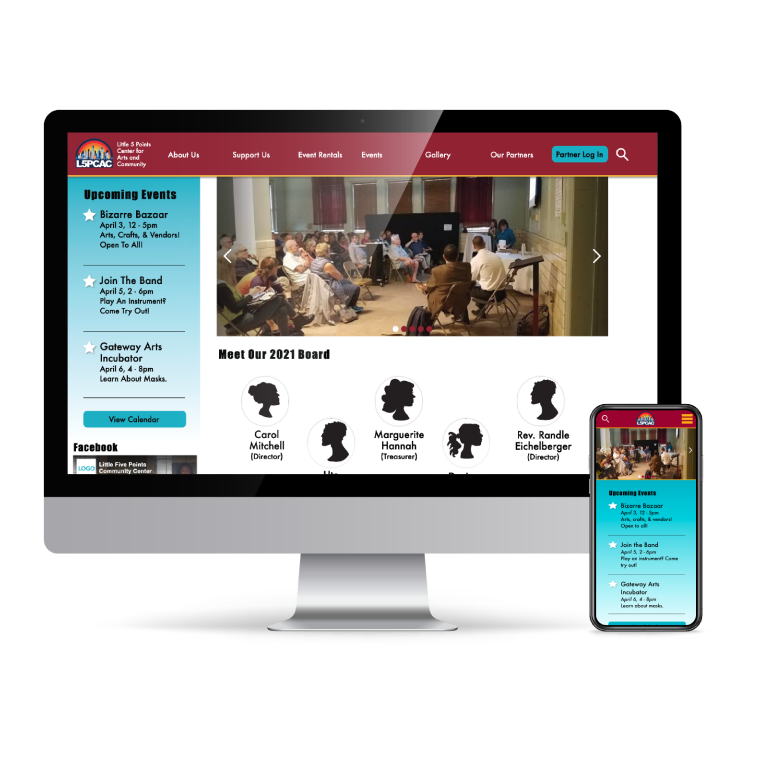 L5PCAC
Little 5 Points
Center for
Arts and
Community
About Us
Support Us
Event Rentals
Events
Gallery
Our Partners
Partner Log In
Upcoming Events
Bizarre Bazaar
April 3, 12 - 5pm
Arts, Crafts, & Vendors!
Open To All!
Join The Band
April 5, 2 - 6pm
Play An Instrument?
Come Try Out!
Gateway Arts
Incubator
April 6, 4 - 8pm
Learn About Masks.
View Calendar
Facebook
LOGO
Little Five Points
Community Center
Meet Our 2021 Board
Carol
Mitchell
(Director)
Marguerite
Hannah
(Treasurer)
Rev. Randle
Eichelberger
(Director)
L5PCAC
Upcoming Events
Bizarre Bazaar
April 3, 12 - 5pm
Arts, crafts, & vendors!
Open to all!
Join the Band
April 5, 2 - 6pm
Play an instrument? Come
try out!
Gateway Arts
Incubator
April 6, 4 - 8pm
Learn about masks.